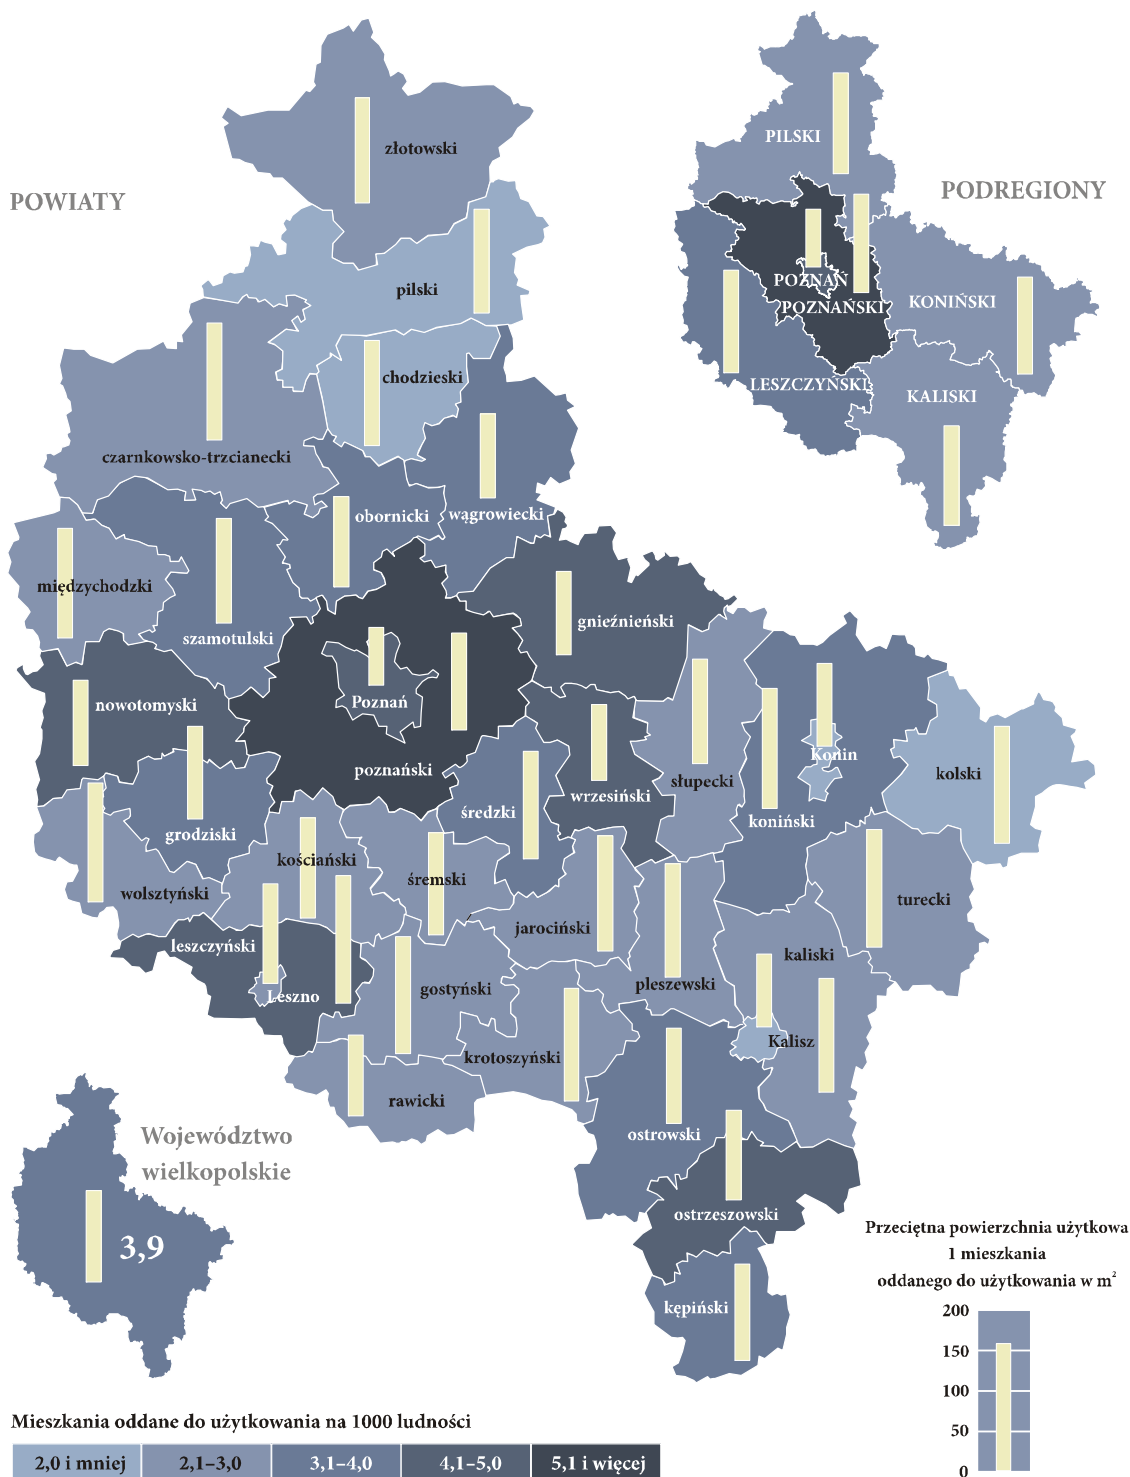 POWIATY
złotowski
pilski
chodzieski
czarnkowsko-trzcianecki
obornicki
wągrowiecki
międzychodzki
szamotulski
gnieźnieński
nowotomyski
Poznań
poznański
grodziski
średzki
wrzesiński
słupecki
koniński
Konin
kolski
wolsztyński
kościański
śremski
jarociński
pleszewski
turecki
kaliski
leszczyński
Leszno
gostyński
krotoszyński
Kalisz
rawicki
ostrowski
ostrzeszowski
kępiński
PODREGIONY
PILSKI
POZNAŃ
POZNAŃSKI
KONIŃSKI
LESZCZYŃSKI
KALISKI
Województwo
wielkopolskie
3,9
Przeciętna powierzchnia użytkowa
1 mieszkania
oddanego do użytkowania w m²
200
150
100
50
0
Mieszkania oddane do użytkowania na 1000 ludności
2,0 i mniej
2,1–3,0
3,1–4,0
4,1–5,0
5,1 i więcej